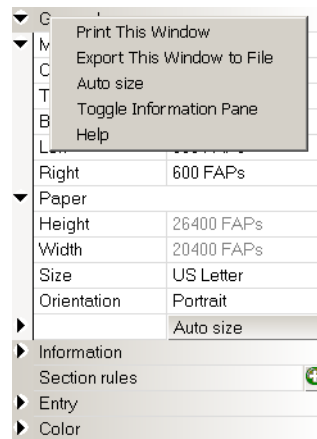 Print This Window
Export This Window to File
Auto size
Toggle Information Pane
Help
Right 600 FAPs
Paper
Height 26400 FAPs
Width 20400 FAPs
Size US Letter
Orientation Portrait
Auto size
Information
Section rules
Entry
Color